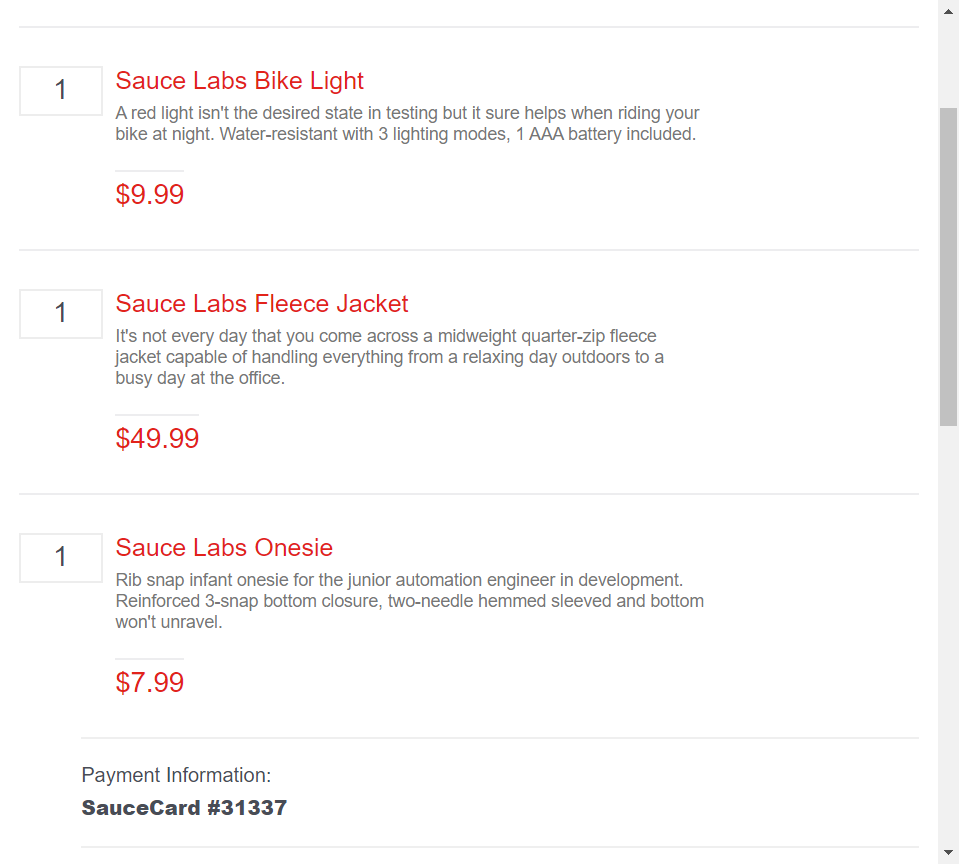 1
Sauce Labs Bike Light
A red light isn't the desired state in testing but it sure helps when riding your
bike at night. Water-resistant with 3 lighting modes, 1 AAA battery included.
$9.99
1
Sauce Labs Fleece Jacket
It's not every day that you come across a midweight quarter-zip fleece
jacket capable of handling everything from a relaxing day outdoors to a
busy day at the office.
$49.99
1
Sauce Labs Onesie
Rib snap infant onesie for the junior automation engineer in development.
Reinforced 3-snap bottom closure, two-needle hemmed sleeved and bottom
won't unravel.
$7.99
Payment Information:
SauceCard #31337